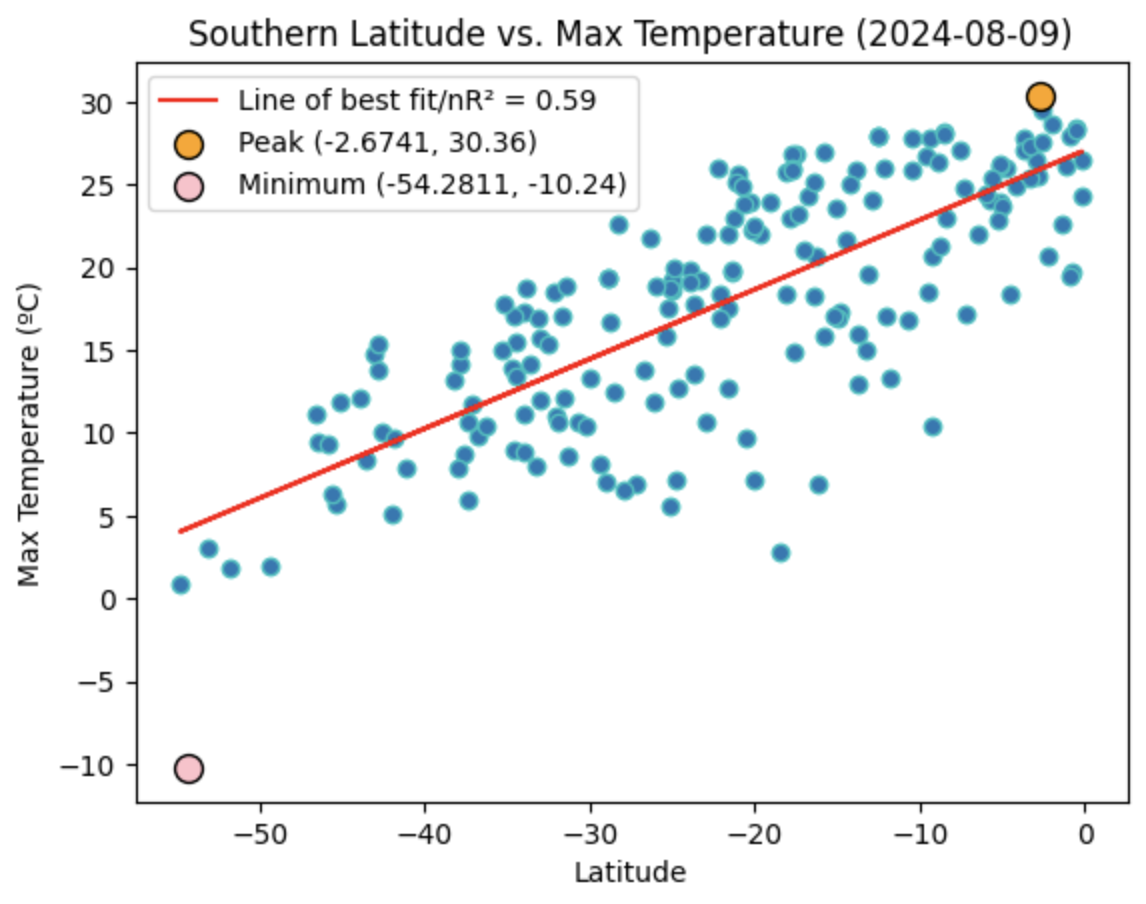 Southern Latitude vs. Max Temperature (2024-08-09)
Line of best fit/nR² = 0.59
Peak (-2.6741, 30.36)
Minimum (-54.2811, -10.24)
Max Temperature (ºC)
30
25
20
15
10
5
0
−5
−10
−50
−40
−30
−20
−10
0
Latitude